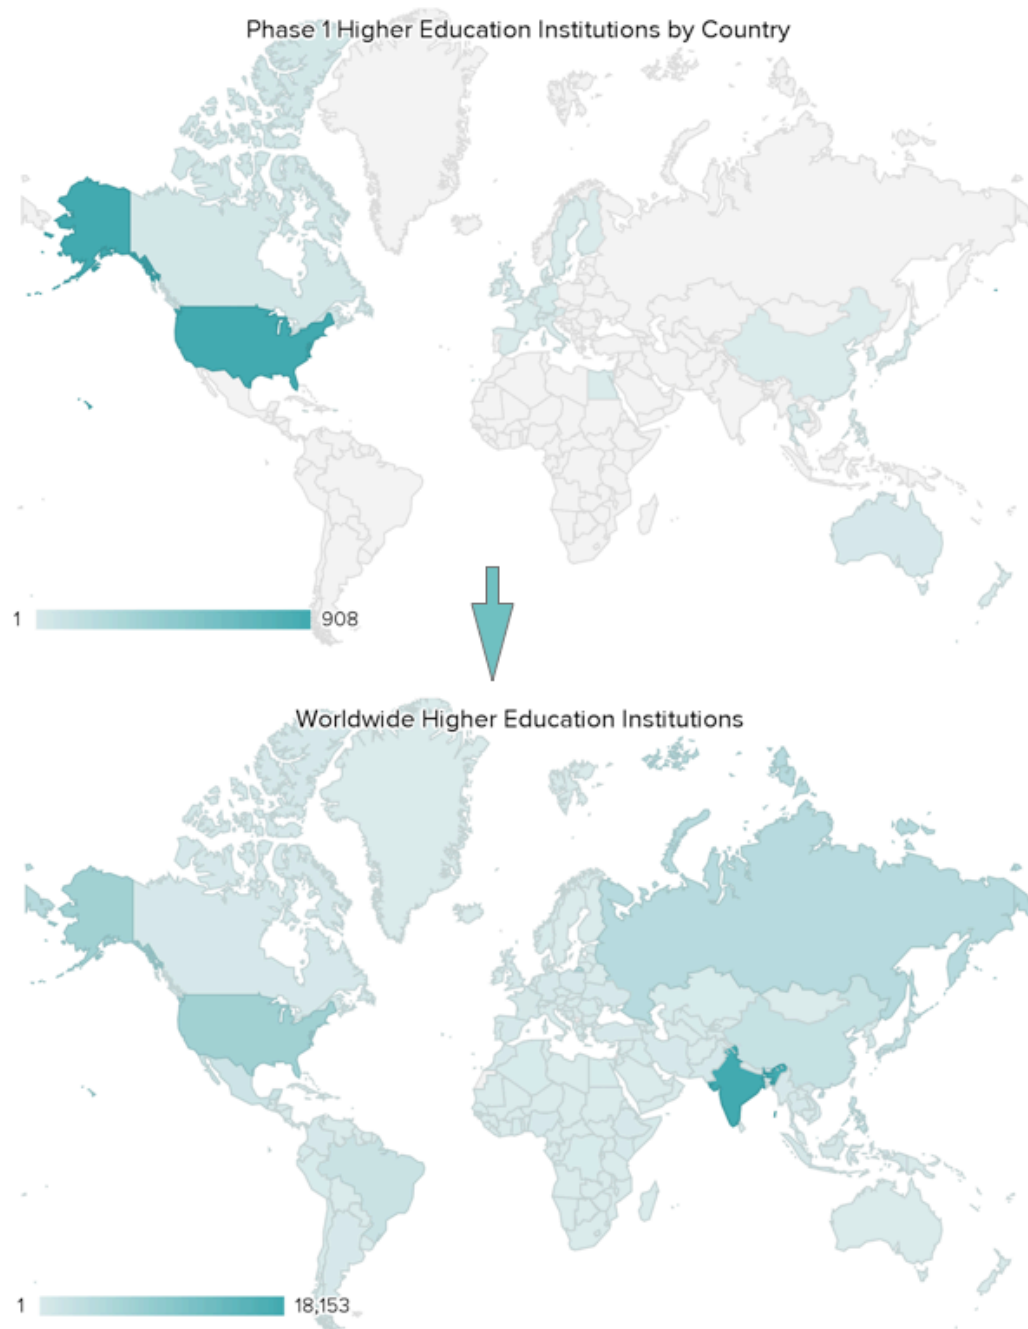 Phase 1 Higher Education Institutions by Country
1 908
Worldwide Higher Education Institutions
1 18,153